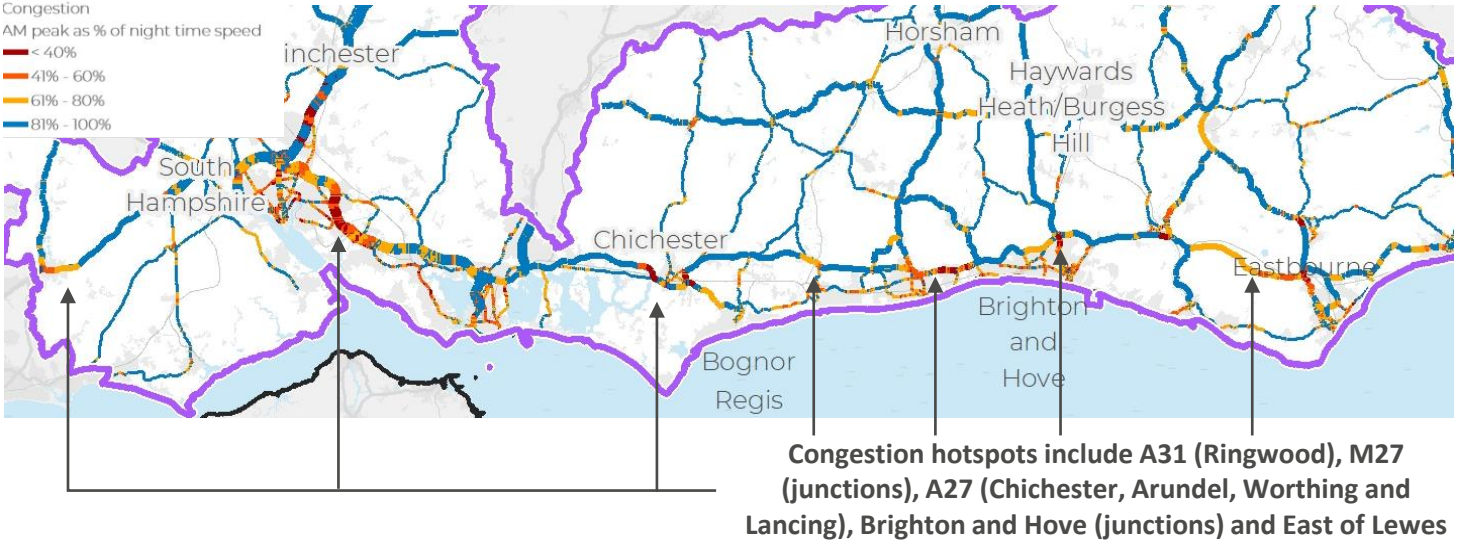 Congestion
AM peak as % of night time speed
< 40%
41% - 60%
61% - 80%
81% - 100%
inchester
Horsham
Haywards
Heath/Burgess
Hill
South
Hampshire
Chichester
Eastbourne
Brighton
and
Hove
Bognor
Regis
Congestion hotspots include A31 (Ringwood), M27
(junctions), A27 (Chichester, Arundel, Worthing and
Lancing), Brighton and Hove (junctions) and East of Lewes